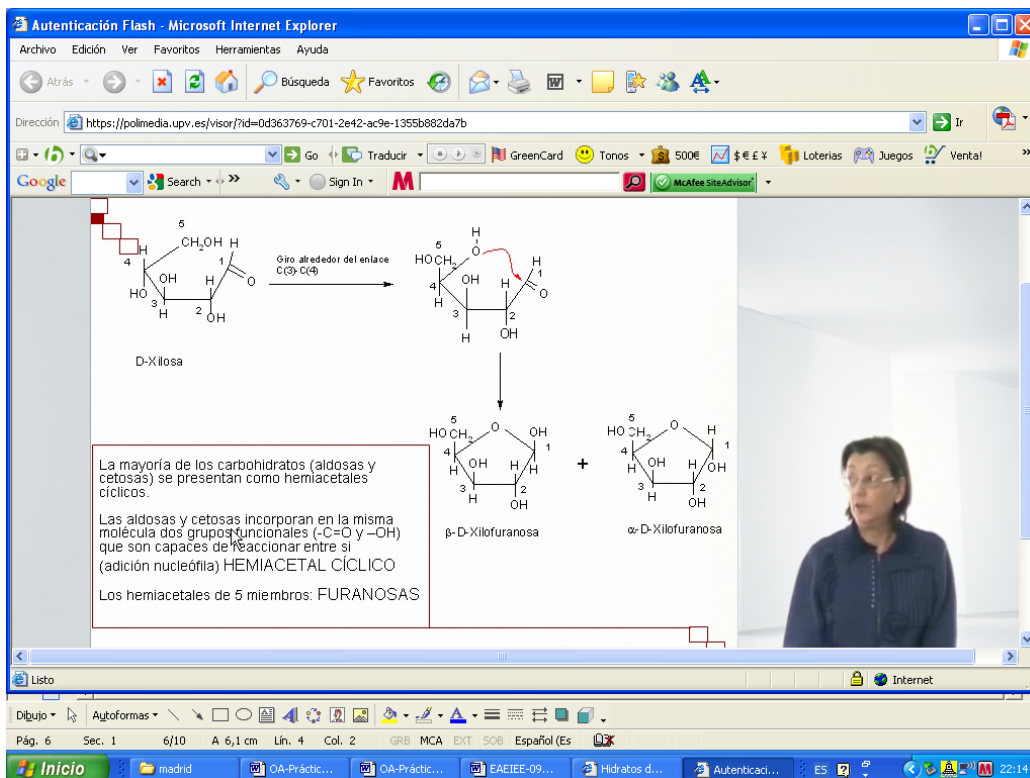 Autenticación Flash - Microsoft Internet Explorer
Archivo Edición Ver Favoritos Herramientas Ayuda
Atrás Búsqueda Favoritos
Dirección https://polimedia.upv.es/visor/?id=0d363769-c701-2e42-ac9e-1355b882da7b Ir
Go Traducir GreenCard Tonos 500€ $ € £ ¥ Loterias Juegos Venta! »
Google Search » Sign In M McAfee SiteAdvisor
5
CH2OH H
H
4 1
OH H O
HO
3 2
H OH
D-Xilosa
Giro alrededor del enlace
C(3)-C(4)
H
5 O
HOCH2 H
OH H 1
4 O
H 2
3
H OH
5
HOCH2 O OH
4 1
H OH H H
3 2
H OH
β-D-Xilofuranosa
+
5
HOCH2 O H
4 1
H OH H OH
3 2
H OH
α-D-Xilofuranosa
La mayoría de los carbohidratos (aldosas y
cetosas) se presentan como hemiacetales
cíclicos.
Las aldosas y cetosas incorporan en la misma
molécula dos grupos funcionales (-C=O y –OH)
que son capaces de reaccionar entre si
(adición nucleófila) HEMIACETAL CÍCLICO
Los hemiacetales de 5 miembros: FURANOSAS
Listo Internet
Dibujo Autoformas
Pág. 6 Sec. 1 6/10 A 6,1 cm Lín. 4 Col. 2 GRB MCA EXT SOB Español (Es
Inicio madrid OA-Práctic... OA-Práctic... EAEIEE-09... Hidratos d... Autenticaci... ES 22:14